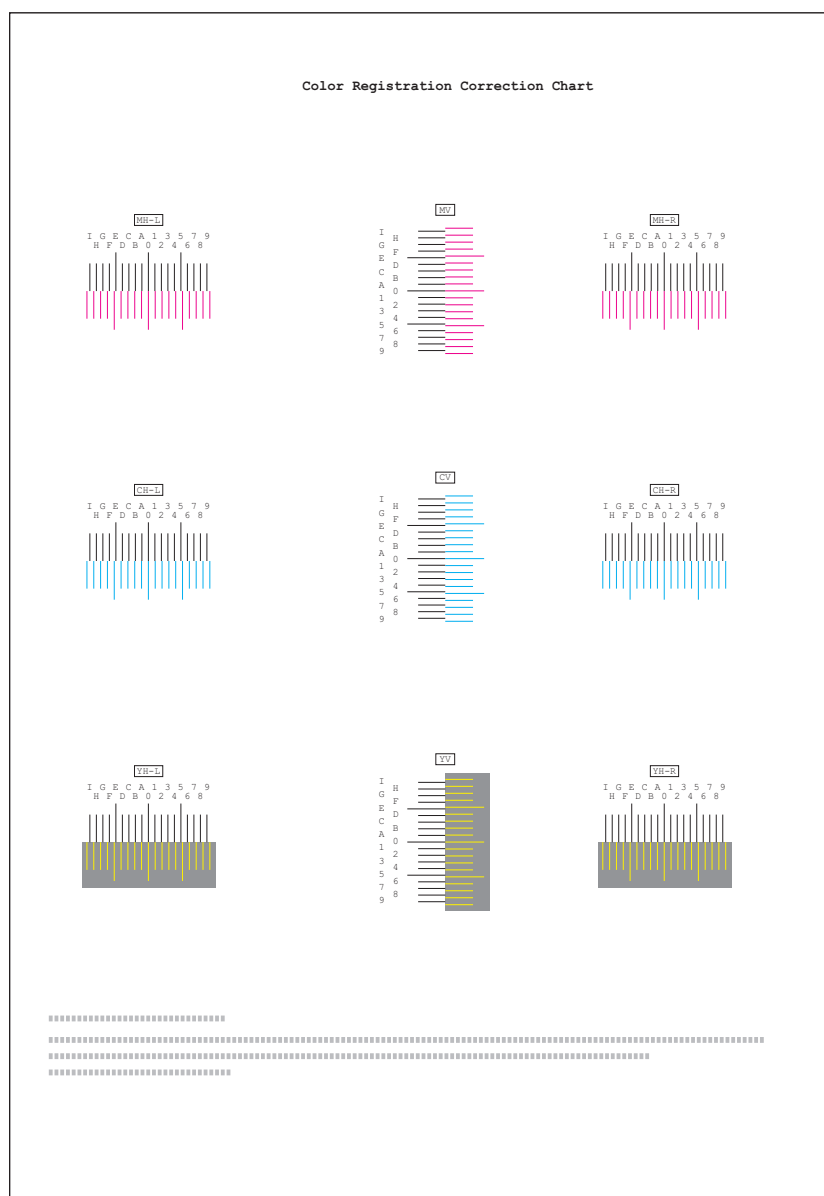 Color Registration Correction Chart
MH-L
I G E C A 1 3 5 7 9
H F D B 0 2 4 6 8
MV
I
H
G
F
E
D
C
B
A
0
1
2
3
4
5
6
7
8
9
MH-R
I G E C A 1 3 5 7 9
H F D B 0 2 4 6 8
CH-L
I G E C A 1 3 5 7 9
H F D B 0 2 4 6 8
CV
I
H
G
F
E
D
C
B
A
0
1
2
3
4
5
6
7
8
9
CH-R
I G E C A 1 3 5 7 9
H F D B 0 2 4 6 8
YH-L
I G E C A 1 3 5 7 9
H F D B 0 2 4 6 8
YV
I
H
G
F
E
D
C
B
A
0
1
2
3
4
5
6
7
8
9
YH-R
I G E C A 1 3 5 7 9
H F D B 0 2 4 6 8